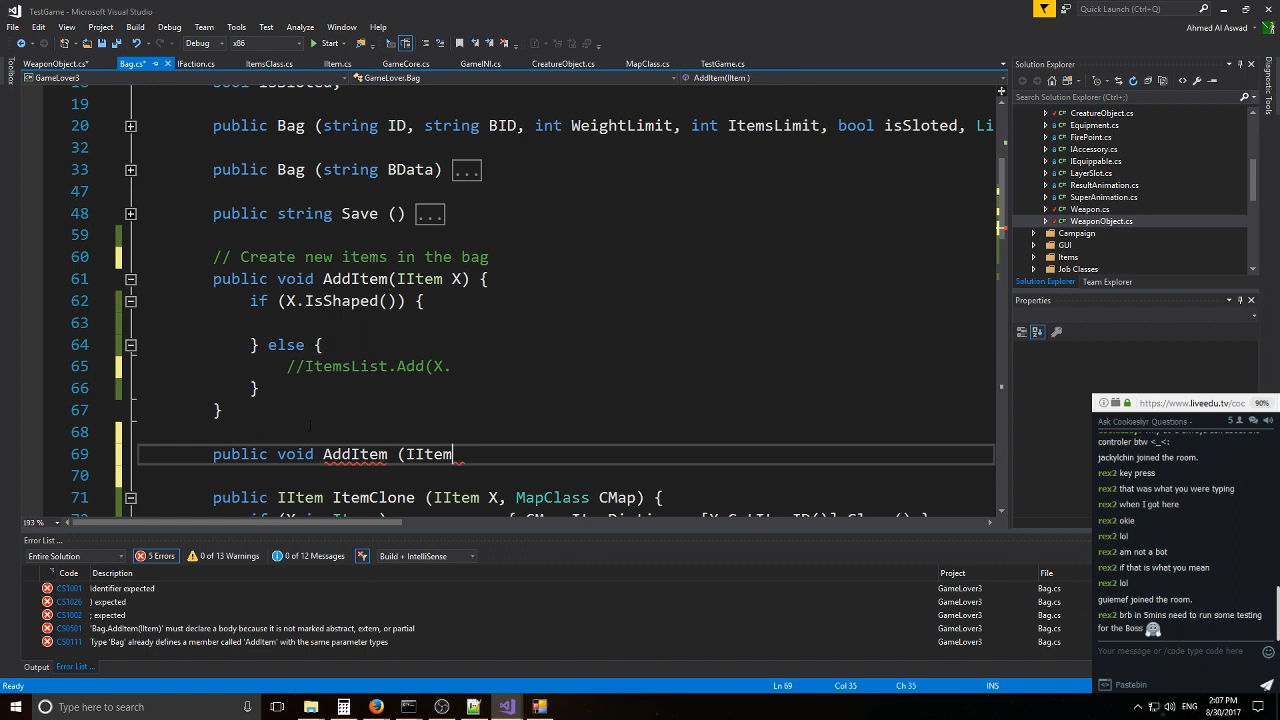 TestGame - Microsoft Visual Studio
Quick Launch (Ctrl+Q)
File Edit View Project Build Debug Team Tools Test Analyze Window Help
Ahmed Al Aswad
Debug x86 Start
WeaponObject.cs* Bag.cs* IFaction.cs ItemsClass.cs IItem.cs GameCore.cs GameNI.cs CreatureObject.cs MapClass.cs TestGame.cs
GameLover3 GameLover.Bag AddItem(IItem )
Toolbox
19
20 public Bag (string ID, string BID, int WeightLimit, int ItemsLimit, bool isSloted, Li
32
33 public Bag (string BData) ...
47
48 public string Save () ...
59
60 // Create new items in the bag
61 public void AddItem(IItem X) {
62 if (X.IsShaped()) {
63
64 } else {
65 //ItemsList.Add(X.
66 }
67 }
68
69 public void AddItem (IItem
70
71 public IItem ItemClone (IItem X, MapClass CMap) {
193 %
Solution Explorer
Search Solution Explorer (Ctrl+;)
CreatureObject.cs
Equipment.cs
FirePoint.cs
IAccessory.cs
IEquippable.cs
LayerSlot.cs
ResultAnimation.cs
SuperAnimation.cs
Weapon.cs
WeaponObject.cs
Campaign
GUI
Items
Job Classes
Solution Explorer Team Explorer
Properties
Diagnostic Tools
Error List ...
Entire Solution 5 Errors 0 of 13 Warnings 0 of 12 Messages Build + IntelliSense
Code Description Project File
CS1001 Identifier expected GameLover3 Bag.cs
CS1026 ) expected GameLover3 Bag.cs
CS1002 ; expected GameLover3 Bag.cs
CS0501 'Bag.AddItem(IItem)' must declare a body because it is not marked abstract, extern, or partial GameLover3 Bag.cs
CS0111 Type 'Bag' already defines a member called 'AddItem' with the same parameter types GameLover3 Bag.cs
Output Error List ...
Ready Ln 69 Col 35 Ch 35 INS
https://www.liveedu.tv/coc 90%
Ask Cookiesliyr Questions - 5
controler btw <_<:
jackylchin joined the room.
rex2 key press
rex2 that was what you were typing
rex2 when I got here
rex2 okie
rex2 lol
rex2 am not a bot
rex2 if that is what you mean
rex2 lol
guiemef joined the room.
rex2 brb in 5mins need to run some testing
for the Boss
Your message or /code type code here
Pastebin
Type here to search
ENG
2:07 PM
8/30/2017